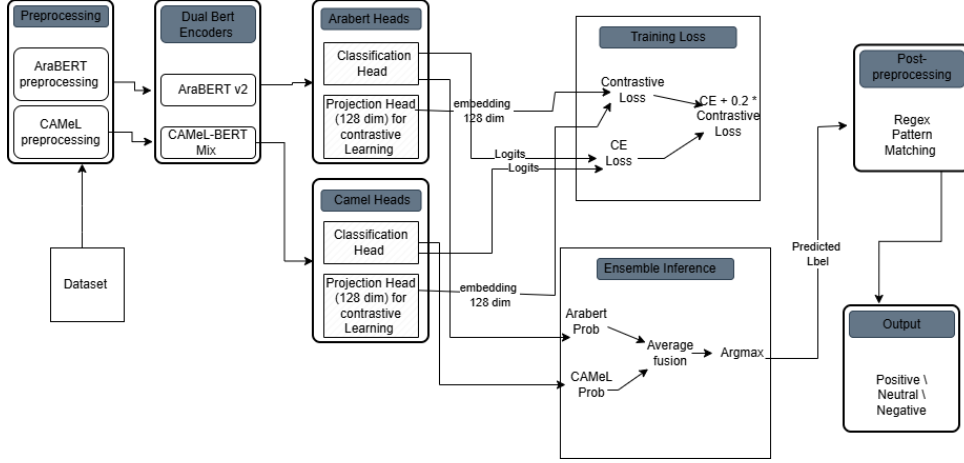 Preprocessing
AraBERT
preprocessing
CAMeL
preprocessing
Dataset
Dual Bert
Encoders
AraBERT v2
CAMeL-BERT
Mix
Arabert Heads
Classification
Head
Projection Head
(128 dim) for
contrastive
Learning
Camel Heads
Classification
Head
Projection Head
(128 dim) for
contrastive
Learning
embedding
128 dim
Logits
Logits
embedding
128 dim
Training Loss
Contrastive
Loss
CE
Loss
CE + 0.2 *
Contrastive
Loss
Ensemble Inference
Arabert
Prob
CAMeL
Prob
Average
fusion
Argmax
Predicted
Lbel
Post-
preprocessing
Regex
Pattern
Matching
Output
Positive \
Neutral \
Negative